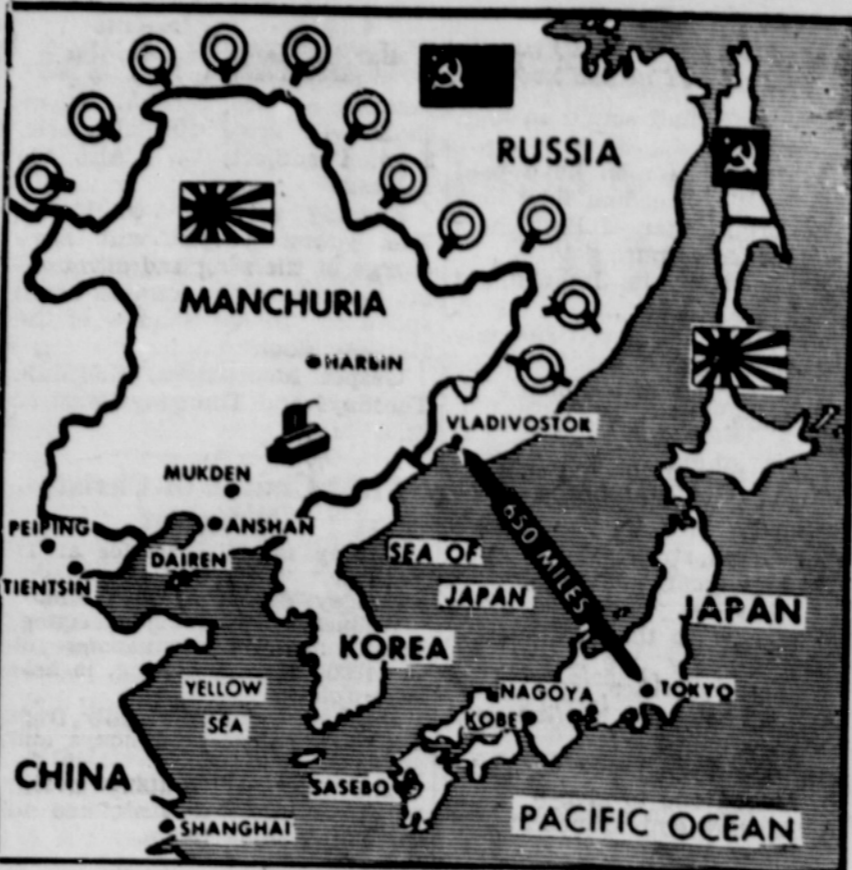 RUSSIA
MANCHURIA
HARBIN
VLADIVOSTOK
MUKDEN
PEIPING
ANSHAN
DAIREN
TIENTSIN
650 MILES
SEA OF
JAPAN
JAPAN
KOREA
YELLOW
SEA
NAGOYA
TOKYO
KOBE
CHINA
SASEBO
SHANGHAI
PACIFIC OCEAN